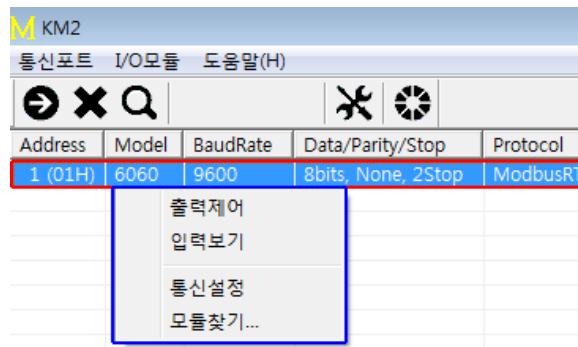 M KM2
통신포트 I/O모듈 도움말(H)
Address Model BaudRate Data/Parity/Stop Protocol
1 (01H) 6060 9600 8bits, None, 2Stop ModbusRT
출력제어
입력보기
통신설정
모듈찾기...